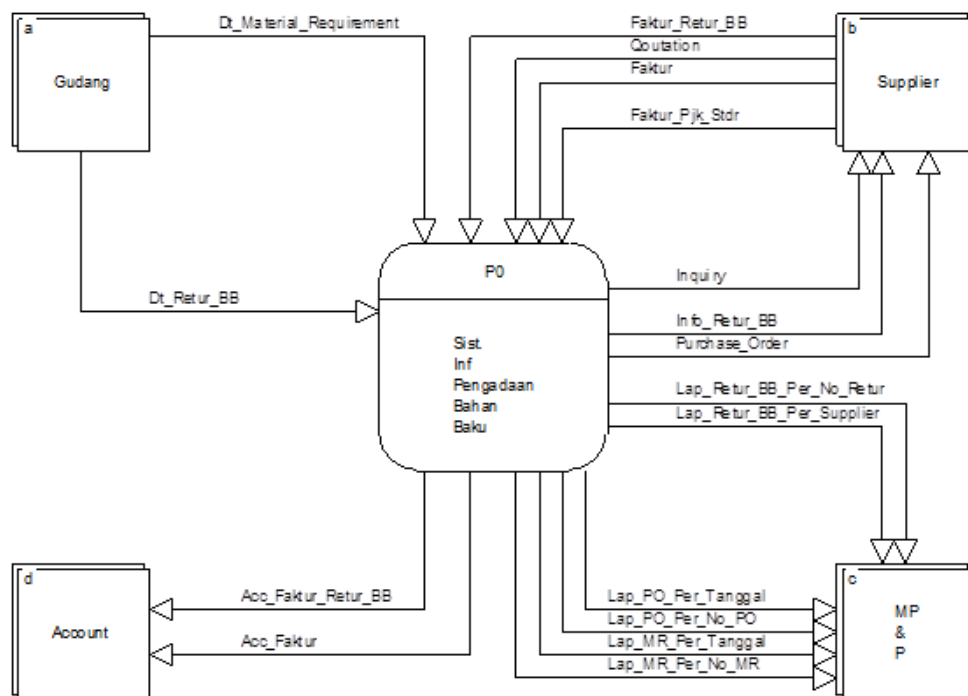 a
Gudang
Dt_Material_Requirement
Faktur_Retur_BB
Qoutation
Faktur
Faktur_Pjk_Stdr
b
Supplier
Dt_Retur_BB
P0
Sist.
Inf
Pengadaan
Bahan
Baku
Inquiry
Info_Retur_BB
Purchase_Order
Lap_Retur_BB_Per_No_Retur
Lap_Retur_BB_Per_Supplier
d
Account
Acc_Faktur_Retur_BB
Acc_Faktur
Lap_PO_Per_Tanggal
Lap_PO_Per_No_PO
Lap_MR_Per_Tanggal
Lap_MR_Per_No_MR
c
MP
&
P